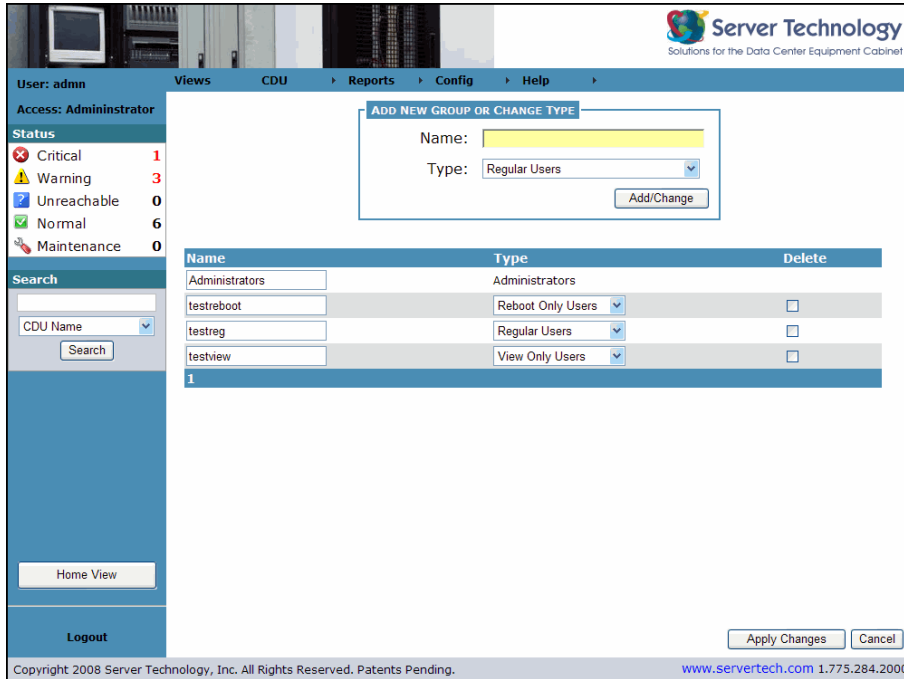 Server Technology
Solutions for the Data Center Equipment Cabinet
User: admn
Views CDU Reports Config Help
Access: Admininstrator
ADD NEW GROUP OR CHANGE TYPE
Name:
Type: Regular Users
Add/Change
Status
Critical 1
Warning 3
Unreachable 0
Normal 6
Maintenance 0
Search
CDU Name
Search
Name Type Delete
Administrators Administrators
testreboot Reboot Only Users
testreg Regular Users
testview View Only Users
1
Home View
Logout
Apply Changes Cancel
Copyright 2008 Server Technology, Inc. All Rights Reserved. Patents Pending. www.servertech.com 1.775.284.2000